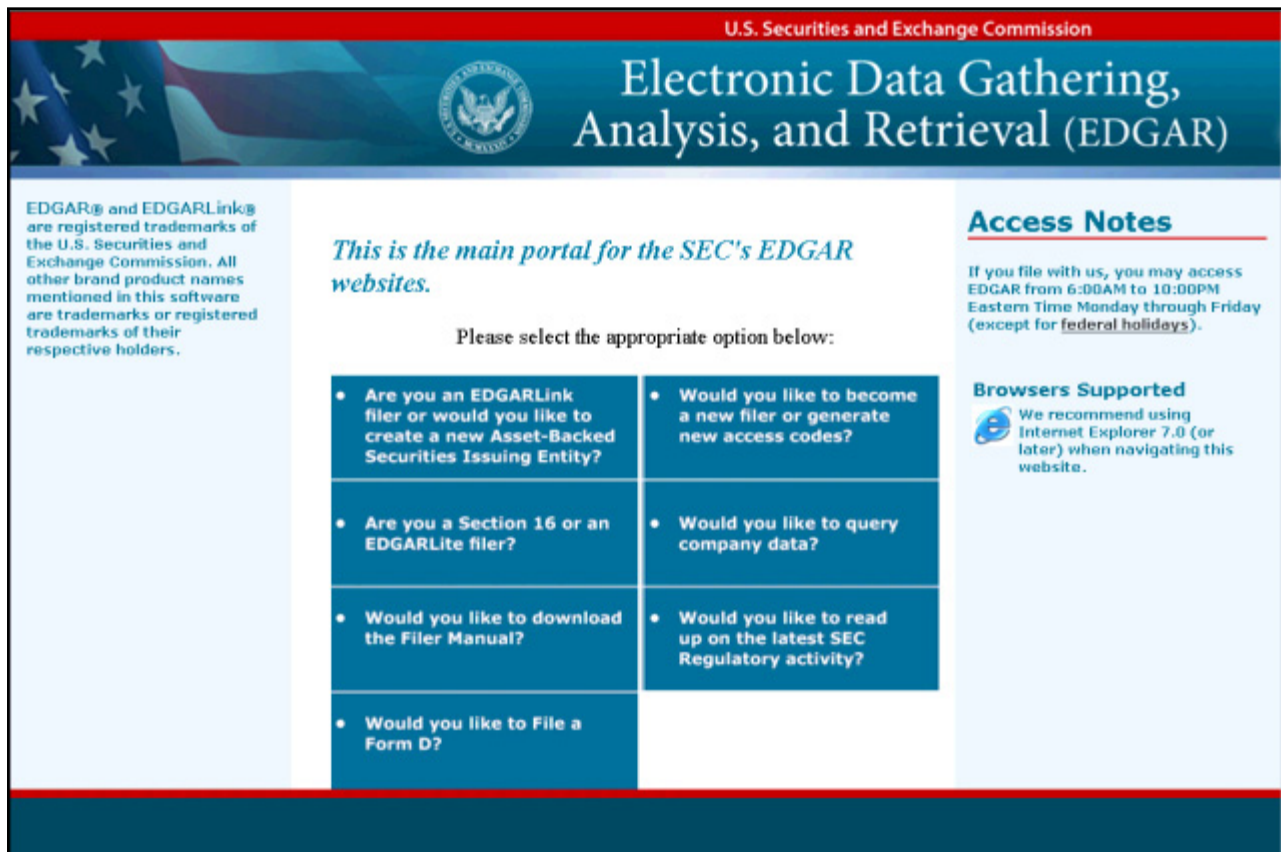 U.S. Securities and Exchange Commission
Electronic Data Gathering,
Analysis, and Retrieval (EDGAR)
EDGAR® and EDGARLink®
are registered trademarks of
the U.S. Securities and
Exchange Commission. All
other brand product names
mentioned in this software
are trademarks or registered
trademarks of their
respective holders.
This is the main portal for the SEC's EDGAR
websites.
Please select the appropriate option below:
• Are you an EDGARLink
filer or would you like to
create a new Asset-Backed
Securities Issuing Entity?
• Would you like to become
a new filer or generate
new access codes?
• Are you a Section 16 or an
EDGARLite filer?
• Would you like to query
company data?
• Would you like to download
the Filer Manual?
• Would you like to read
up on the latest SEC
Regulatory activity?
• Would you like to File a
Form D?
Access Notes
If you file with us, you may access
EDGAR from 6:00AM to 10:00PM
Eastern Time Monday through Friday
(except for federal holidays).
Browsers Supported
We recommend using
Internet Explorer 7.0 (or
later) when navigating this
website.